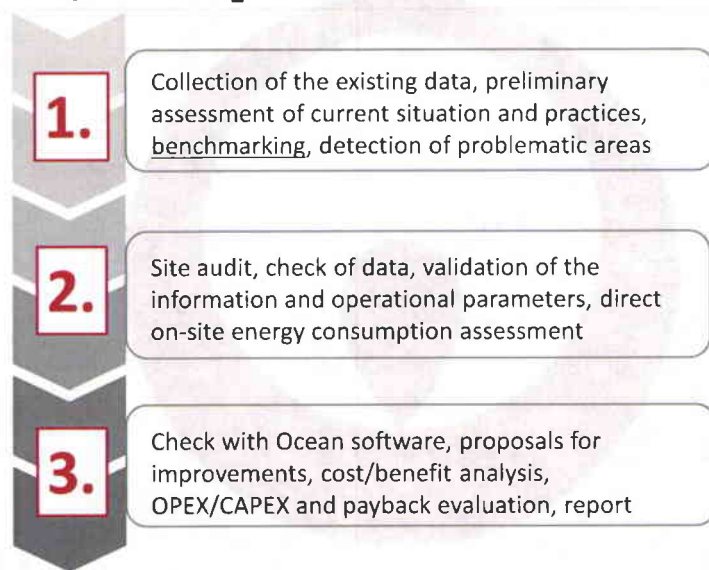 1.
Collection of the existing data, preliminary
assessment of current situation and practices,
benchmarking, detection of problematic areas
2.
Site audit, check of data, validation of the
information and operational parameters, direct
on-site energy consumption assessment
3.
Check with Ocean software, proposals for
improvements, cost/benefit analysis,
OPEX/CAPEX and payback evaluation, report